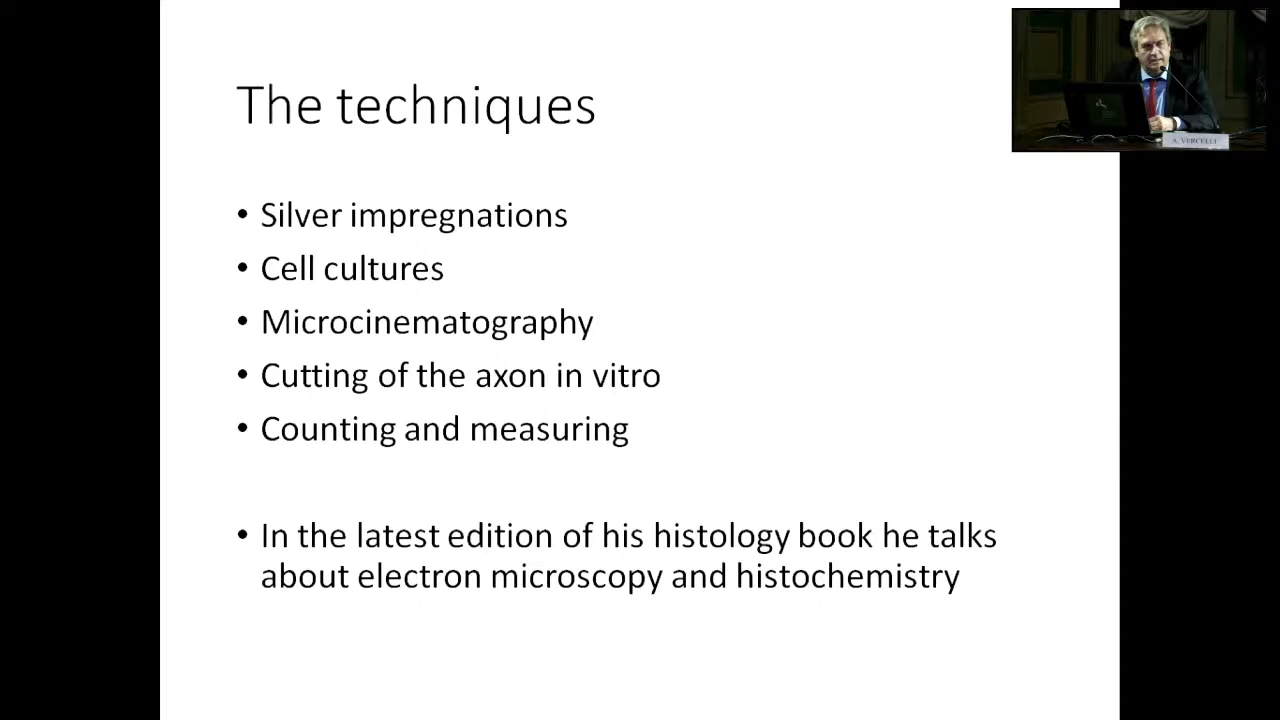 The techniques
• Silver impregnations
• Cell cultures
• Microcinematography
• Cutting of the axon in vitro
• Counting and measuring
• In the latest edition of his histology book he talks
about electron microscopy and histochemistry
A. VERCELLI